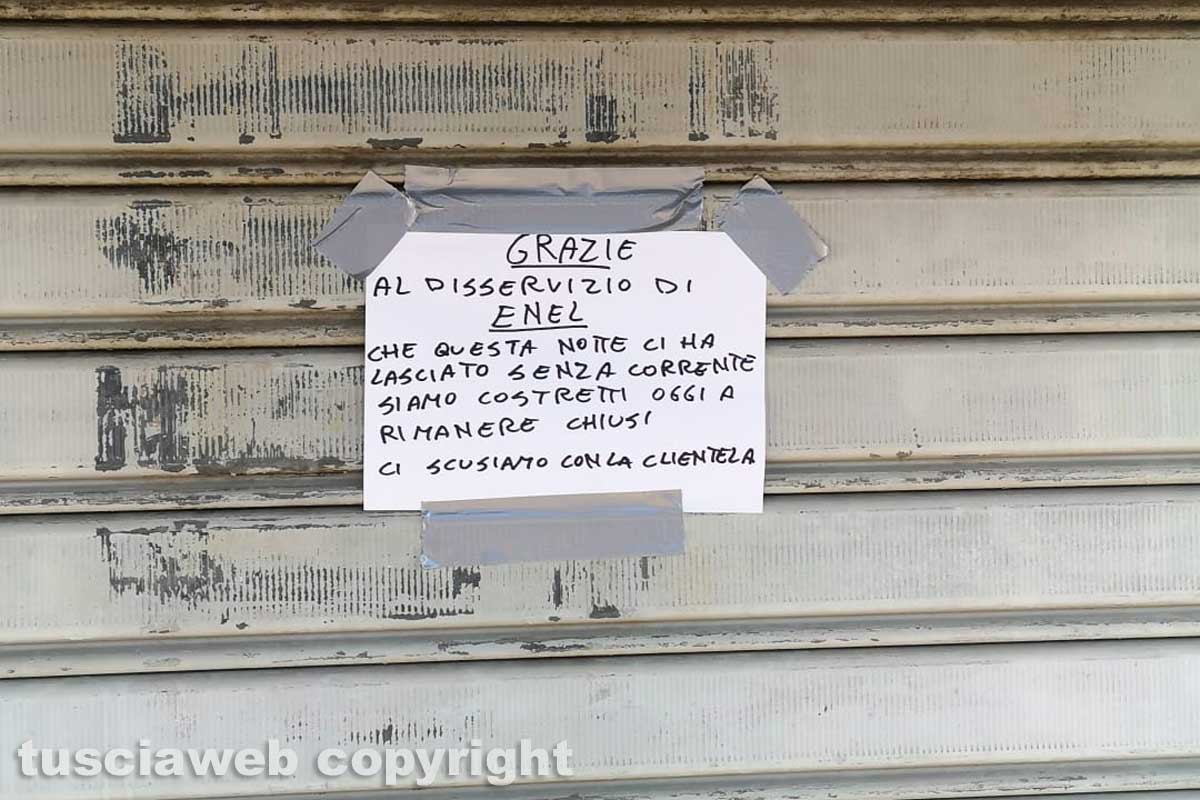 GRAZIE
AL DISSERVIZIO DI
ENEL
CHE QUESTA NOTTE CI HA
LASCIATO SENZA CORRENTE
SIAMO COSTRETTI OGGI A
RIMANERE CHIUSI
CI SCUSIAMO CON LA CLIENTELA
tusciaweb copyright